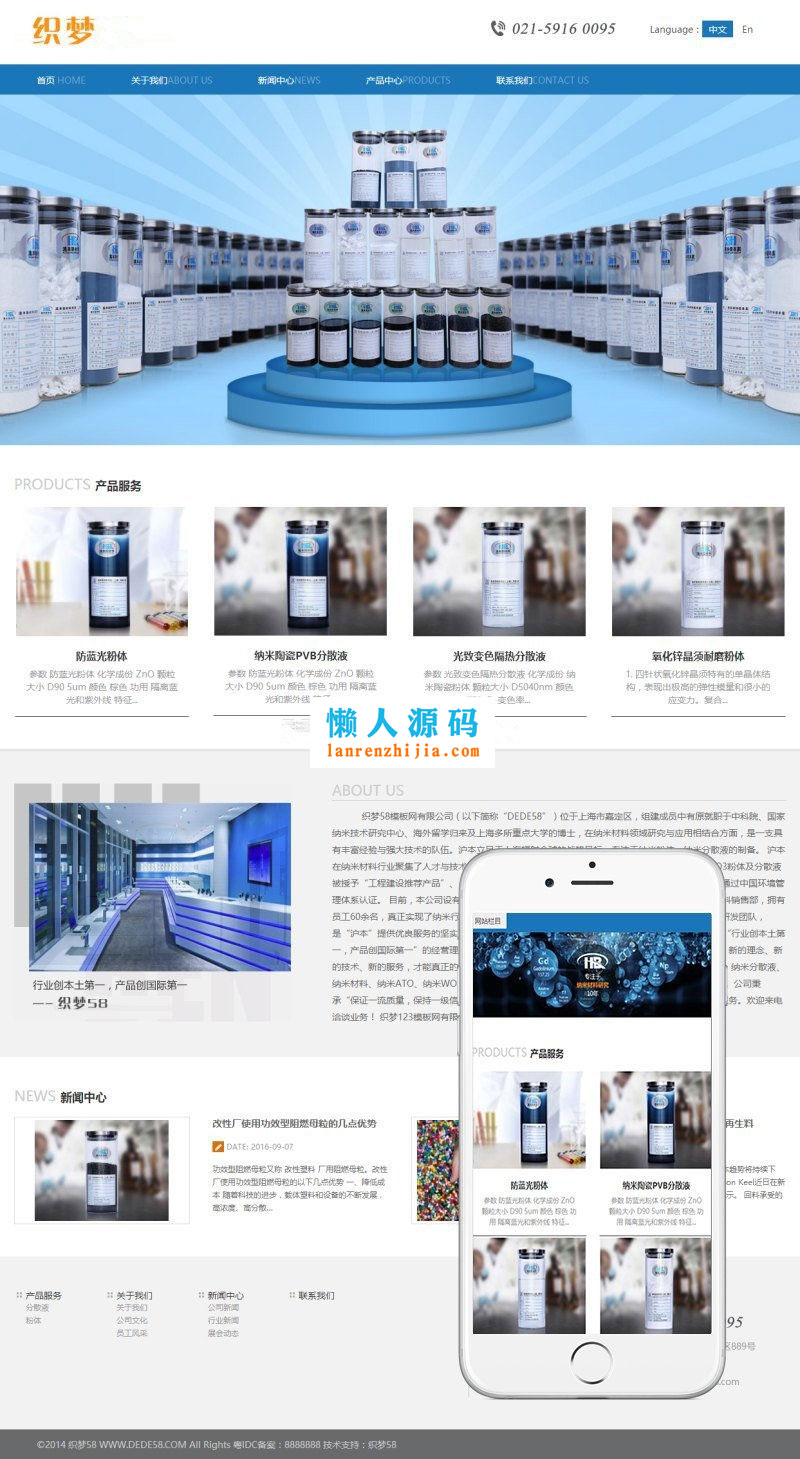 织梦
021-5916 0095
Language : 中文 En
首页 HOME 关于我们ABOUT US 新闻中心NEWS 产品中心PRODUCTS 联系我们CONTACT US
PRODUCTS 产品服务
防蓝光粉体
参数 防蓝光粉体 化学成份 ZnO 颗粒
大小 D90 5um 颜色 棕色 功用 隔离蓝
光和紫外线 特征...
纳米陶瓷PVB分散液
参数 防蓝光粉体 化学成份 ZnO 颗粒
大小 D90 5um 颜色 棕色 功用 隔离蓝
光和紫外线
光致变色隔热分散液
参数 光致变色隔热分散液 化学成份 纳
米陶瓷粉体 颗粒大小 D5040nm 颜色
变色率...
氧化锌晶须耐磨粉体
1. 四针状氧化锌晶须特有的单晶体结
构，表现出极高的弹性模量和很小的
应变力。复合...
懒人源码
lanrenzhijia.com
ABOUT US
织梦58模板网有限公司（以下简称“DEDE58”）位于上海市嘉定区，组建成员中有原就职于中科院、国家
纳米技术研究中心、海外留学归来及上海多所重点大学的博士，在纳米材料领域研究与应用相结合方面，是一支具
有丰富经验与强大技术的队伍。
在纳米材料行业聚集了人才与技 O3粉体及分散液
被授予“工程建设推荐产品”、 通过中国环境管
理体系认证。 目前，本公司设有 料销售部，拥有
员工60余名，真正实现了纳米行 研发团队，
是“沪本”提供优良服务的坚实 “行业创本土第
一，产品创国际第一”的经营理 新的理念、新
的技术、新的服务，才能真正的 纳米分散液、
纳米材料、纳米ATO、纳米WO 公司秉
承“保证一流质量，保持一级信 务。欢迎来电
洽谈业务！ 织梦123模板网有限
行业创本土第一，产品创国际第一
—— 织梦58
NEWS 新闻中心
改性厂使用功效型阻燃母粒的几点优势
DATE: 2016-09-07
功效型阻燃母粒又称 改性塑料 厂用阻燃母粒。改性
厂使用功效型阻燃母粒的以下几点优势 一、降低成
本 随着科技的进步，载体塑料和设备的不断发展，
高浓度、高分散...
再生料
本趋势将持续下
on Keel近日在新
示。 回料承受的
网站栏目
Gd
Gadolinium
157.25
Np
HB
专注于
纳米材料研究
10年
PRODUCTS 产品服务
防蓝光粉体
参数 防蓝光粉体 化学成份 ZnO
颗粒大小 D90 5um 颜色 棕色 功
用 隔离蓝光和紫外线 特征...
纳米陶瓷PVB分散液
参数 防蓝光粉体 化学成份 ZnO
颗粒大小 D90 5um 颜色 棕色 功
用 隔离蓝光和紫外线 特征...
产品服务
分散液
粉体
关于我们
关于我们
公司文化
员工风采
新闻中心
公司新闻
行业新闻
展会动态
联系我们
95
区889号
.com
©2014 织梦58 WWW.DEDE58.COM All Rights 粤IDC备案：8888888 技术支持：织梦58